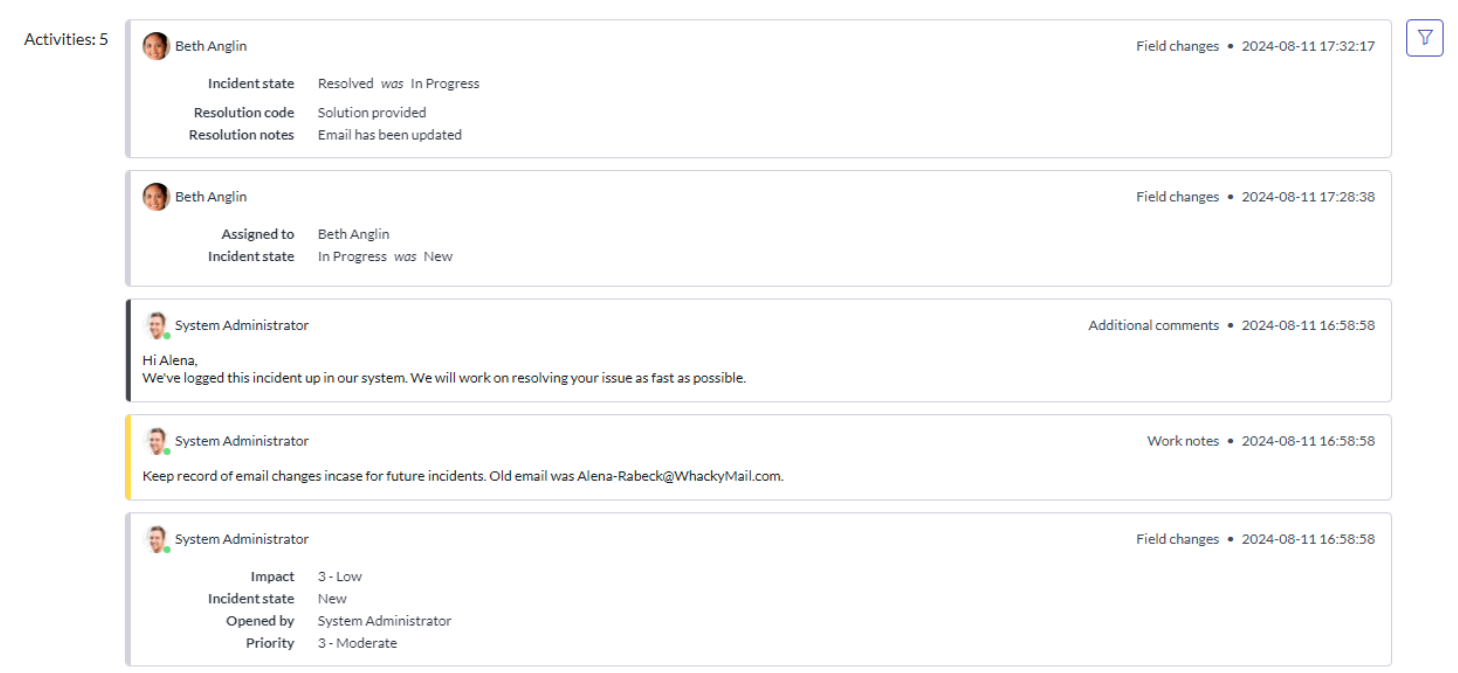 Activities: 5
Beth Anglin Field changes • 2024-08-11 17:32:17
Incident state Resolved was In Progress
Resolution code Solution provided
Resolution notes Email has been updated
Beth Anglin Field changes • 2024-08-11 17:28:38
Assigned to Beth Anglin
Incident state In Progress was New
System Administrator Additional comments • 2024-08-11 16:58:58
Hi Alena,
We've logged this incident up in our system. We will work on resolving your issue as fast as possible.
System Administrator Work notes • 2024-08-11 16:58:58
Keep record of email changes incase for future incidents. Old email was Alena-Rabeck@WhackyMail.com.
System Administrator Field changes • 2024-08-11 16:58:58
Impact 3 - Low
Incident state New
Opened by System Administrator
Priority 3 - Moderate